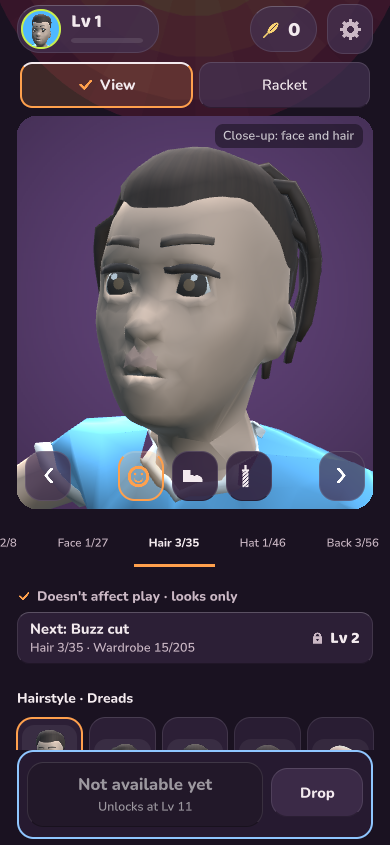 Lv 1
0
View
Racket
Close-up: face and hair
2/8
Face 1/27
Hair 3/35
Hat 1/46
Back 3/56
Doesn't affect play · looks only
Next: Buzz cut
Hair 3/35 · Wardrobe 15/205
Lv 2
Hairstyle · Dreads
Not available yet
Unlocks at Lv 11
Drop